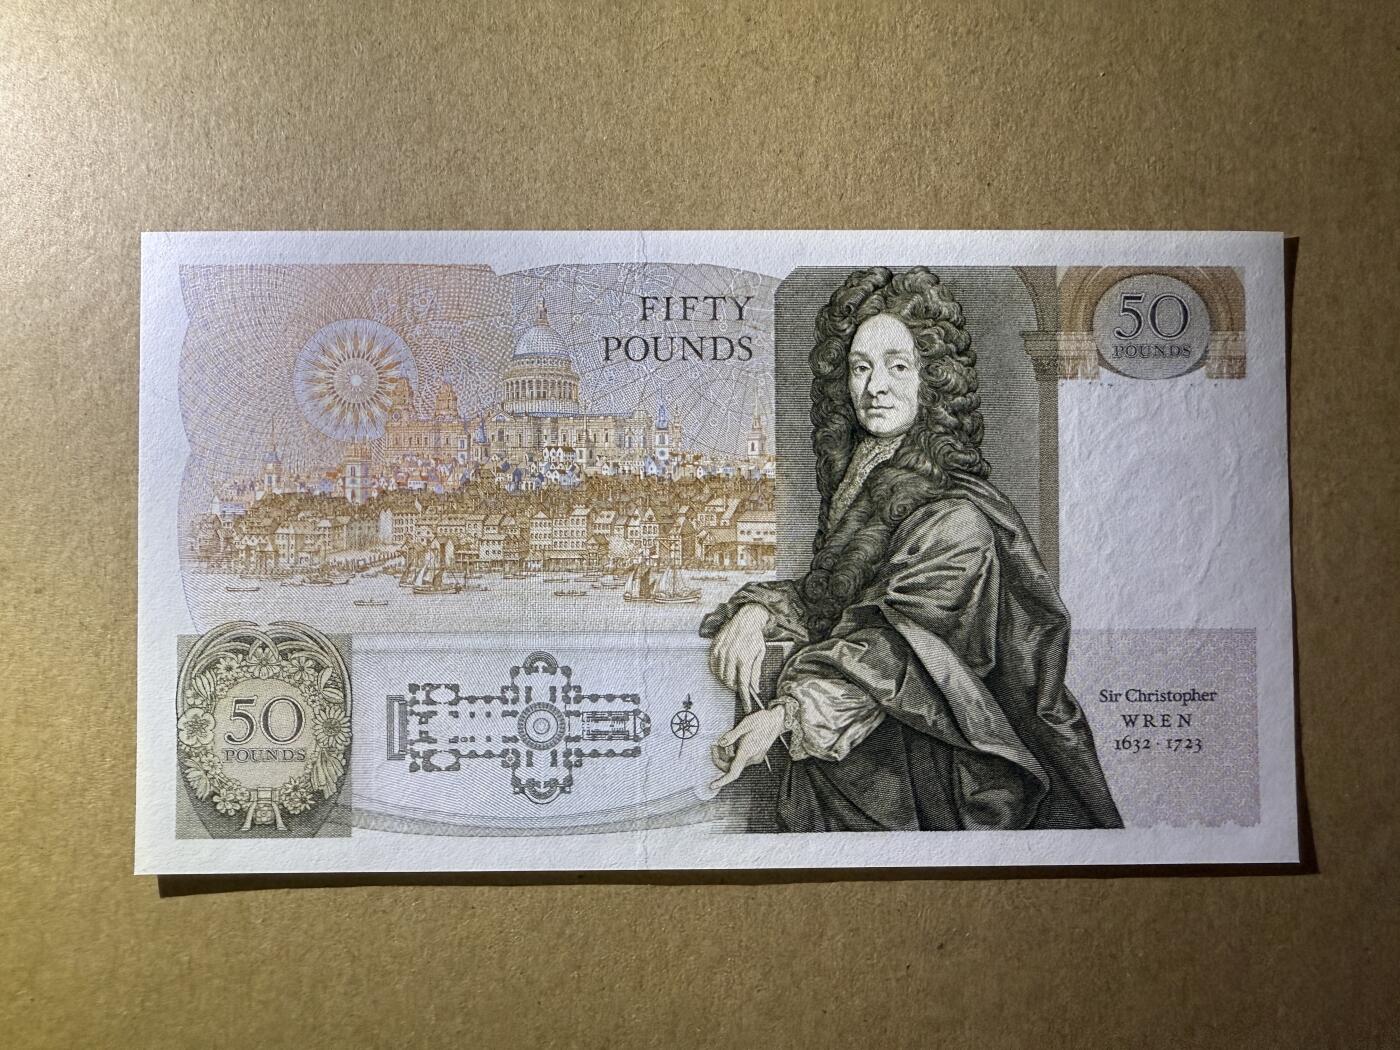 FIFTY
POUNDS
50
POUNDS
50
POUNDS
Sir Christopher
WREN
1632 · 1723